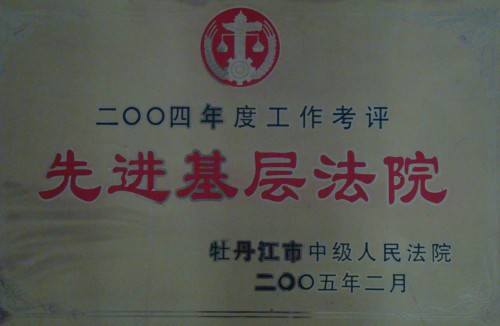 二〇〇四年度工作考评
先进基层法院
牡丹江市中级人民法院
二〇〇五年二月